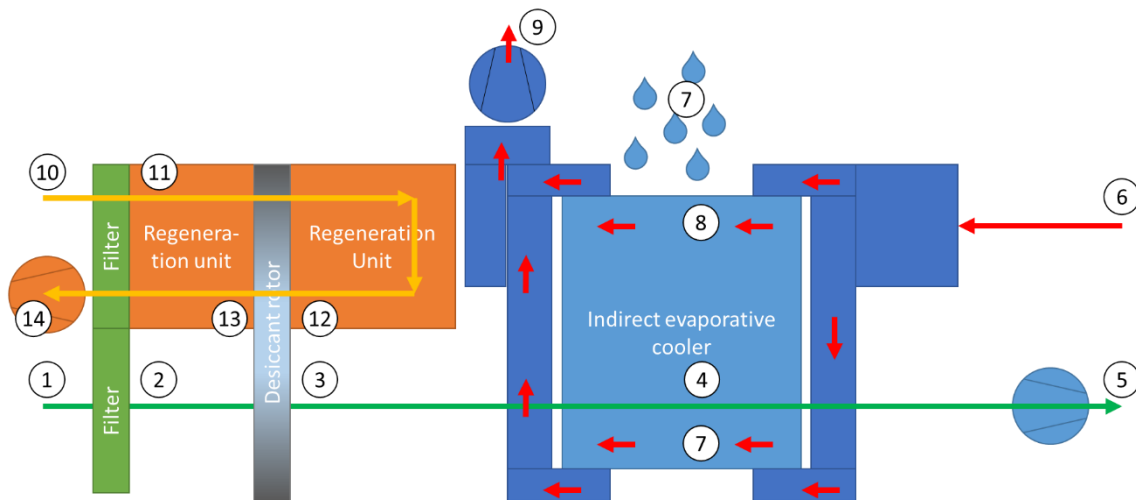 9
7
10
11
6
Filter
Regenera-
tion unit
Regeneration
Unit
8
Desiccant rotor
14
13
12
Indirect evaporative
cooler
1
2
3
4
5
Filter
7